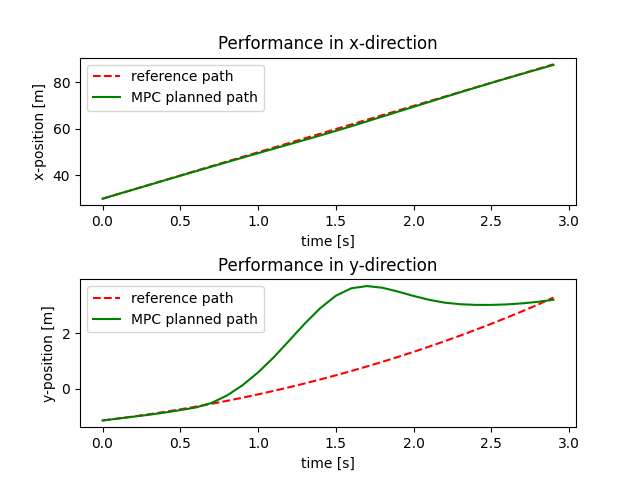 Performance in x-direction
x-position [m]
80
60
40
reference path
MPC planned path
0.0 0.5 1.0 1.5 2.0 2.5 3.0
time [s]
Performance in y-direction
y-position [m]
2
0
reference path
MPC planned path
0.0 0.5 1.0 1.5 2.0 2.5 3.0
time [s]